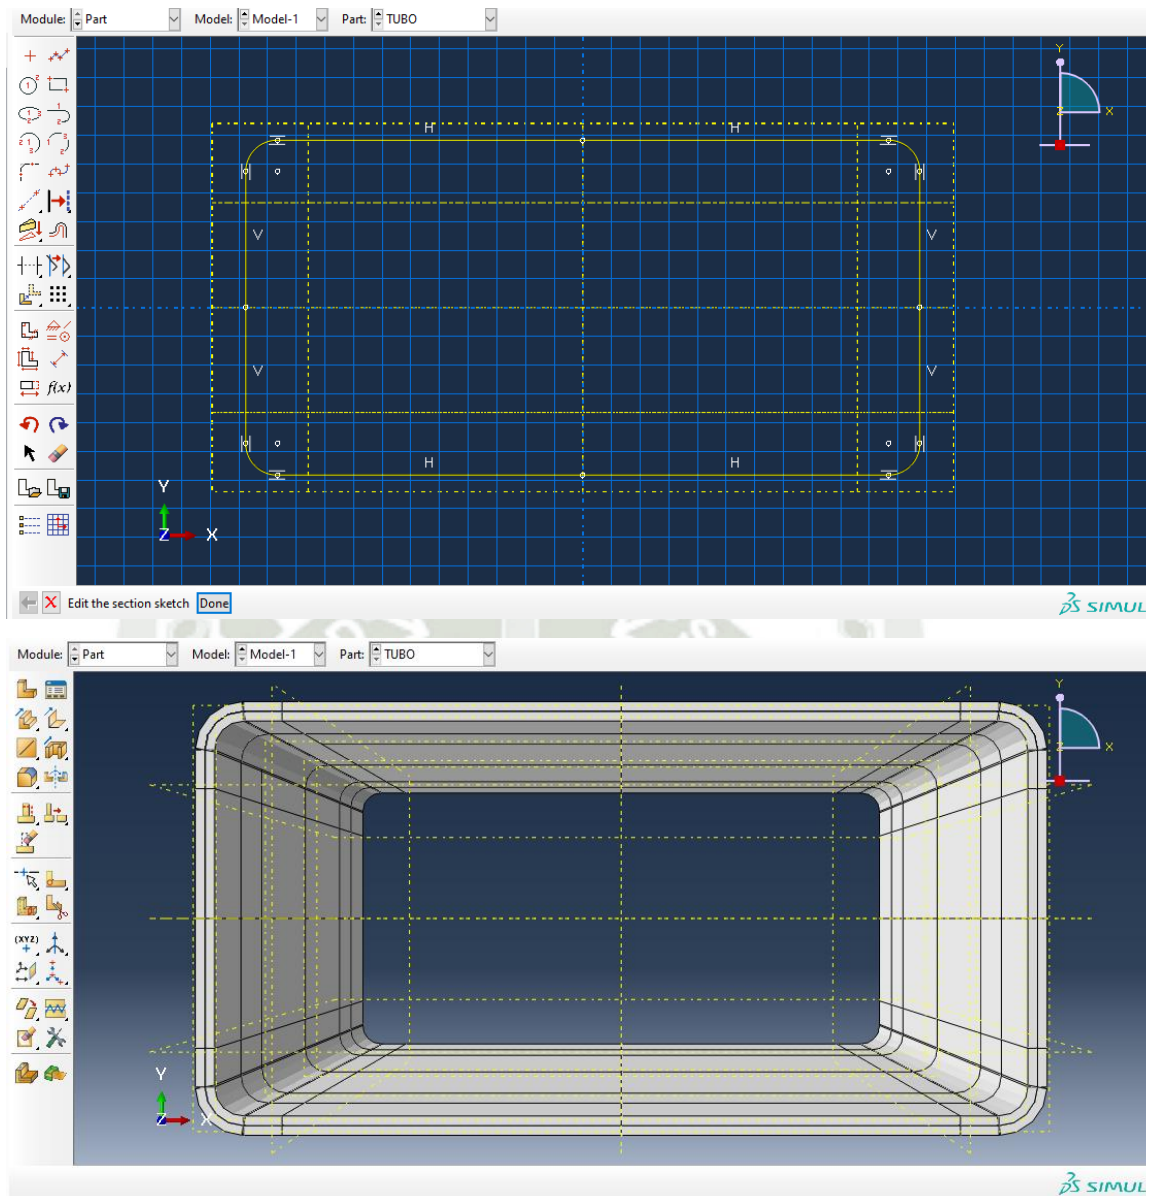 Module: Part Model: Model-1 Part: TUBO
Y
X
Z
H H
V V
V V
H H
f(x)
Y
Z X
Edit the section sketch Done
SIMUL
Module: Part Model: Model-1 Part: TUBO
Y
X
Z
(XYZ)
Y
Z X
SIMUL